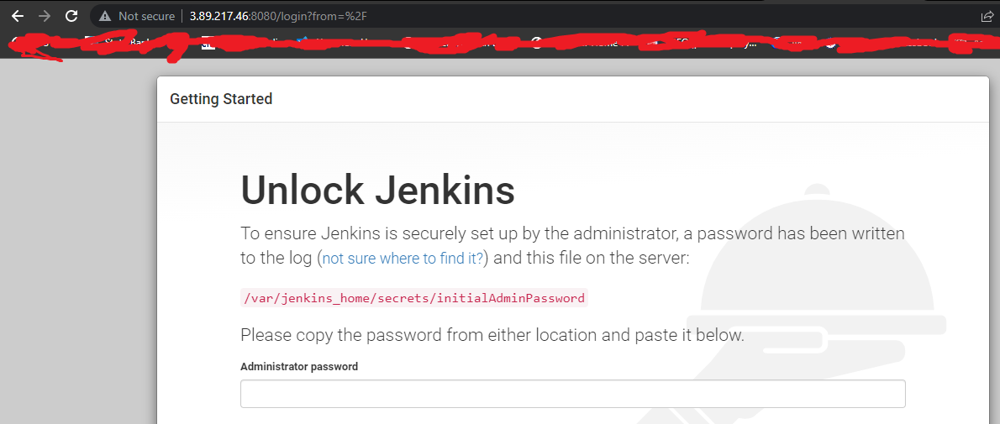 Not secure
3.89.217.46:8080/login?from=%2F
Getting Started
Unlock Jenkins
To ensure Jenkins is securely set up by the administrator, a password has been written
to the log (not sure where to find it?) and this file on the server:
/var/jenkins_home/secrets/initialAdminPassword
Please copy the password from either location and paste it below.
Administrator password